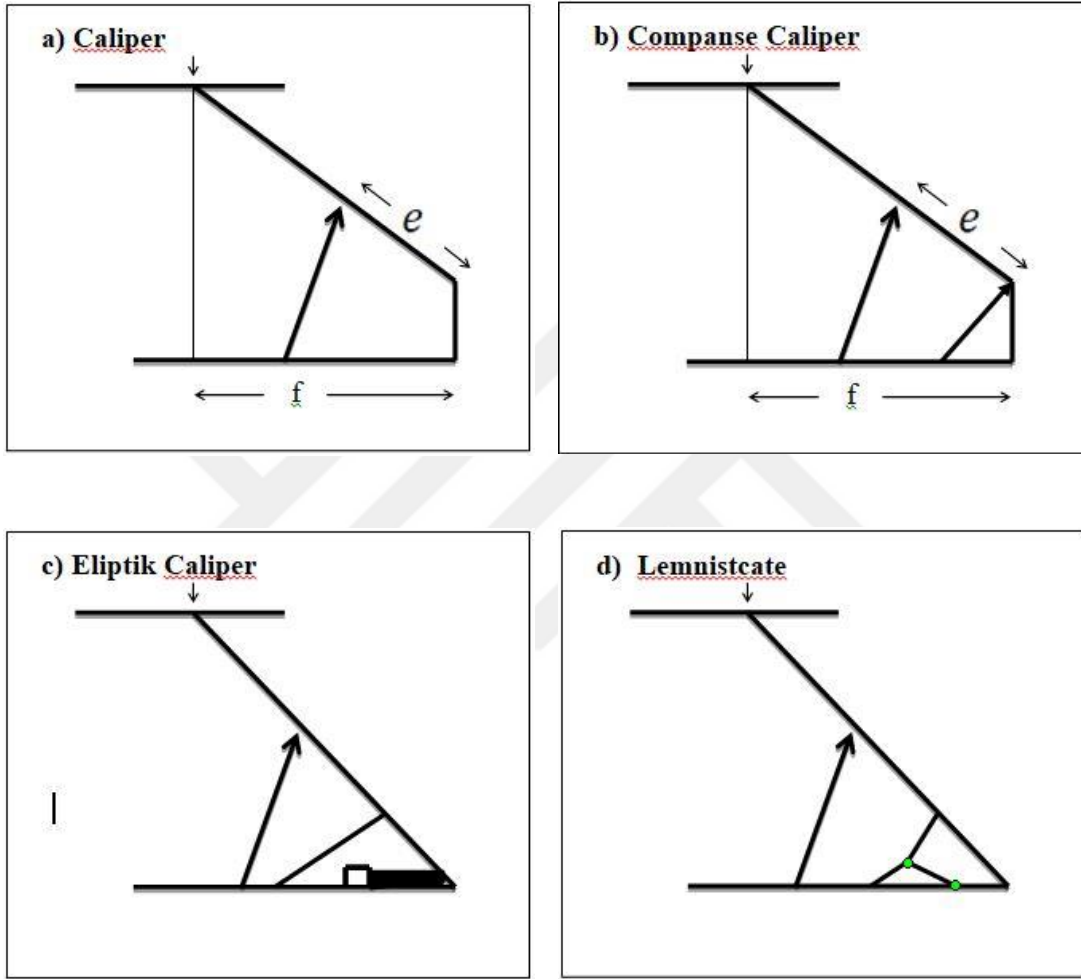 a) Caliper
e
f
b) Companse Caliper
e
f
c) Eliptik Caliper
d) Lemnistcate